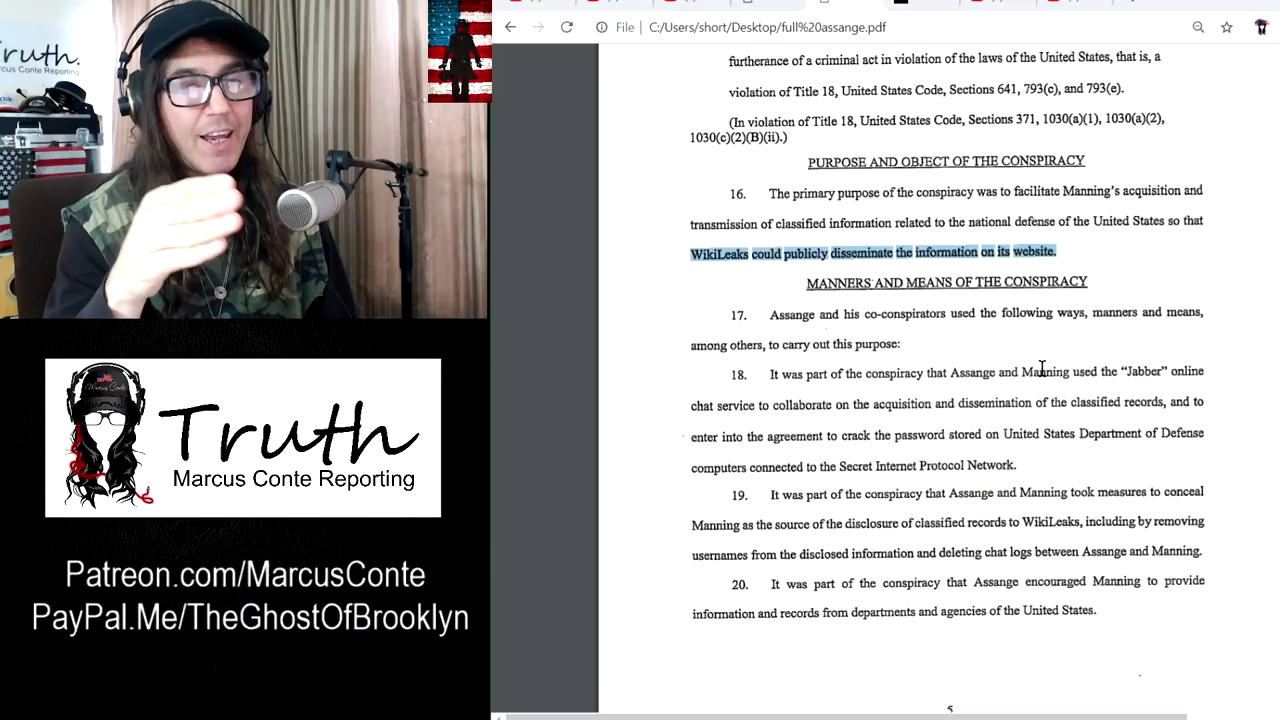 Truth.
Marcus Conte Reporting
Truth
Marcus Conte Reporting
Patreon.com/MarcusConte
PayPal.Me/TheGhostOfBrooklyn
File
C:/Users/short/Desktop/full%20assange.pdf
furtherance of a criminal act in violation of the laws of the United States, that is, a
violation of Title 18, United States Code, Sections 641, 793(c), and 793(e).
(In violation of Title 18, United States Code, Sections 371, 1030(a)(1), 1030(a)(2),
1030(c)(2)(B)(ii).)
PURPOSE AND OBJECT OF THE CONSPIRACY
16. The primary purpose of the conspiracy was to facilitate Manning's acquisition and
transmission of classified information related to the national defense of the United States so that
WikiLeaks could publicly disseminate the information on its website.
MANNERS AND MEANS OF THE CONSPIRACY
17. Assange and his co-conspirators used the following ways, manners and means,
among others, to carry out this purpose:
18. It was part of the conspiracy that Assange and Manning used the “Jabber” online
chat service to collaborate on the acquisition and dissemination of the classified records, and to
enter into the agreement to crack the password stored on United States Department of Defense
computers connected to the Secret Internet Protocol Network.
19. It was part of the conspiracy that Assange and Manning took measures to conceal
Manning as the source of the disclosure of classified records to WikiLeaks, including by removing
usernames from the disclosed information and deleting chat logs between Assange and Manning.
20. It was part of the conspiracy that Assange encouraged Manning to provide
information and records from departments and agencies of the United States.
5